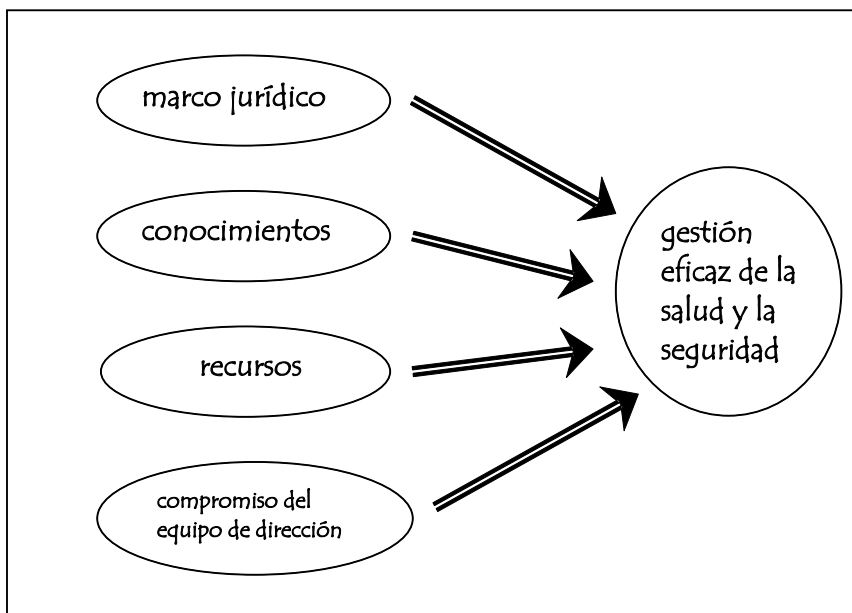 marco jurídico
conocimientos
recursos
compromiso del
equipo de dirección
gestión
eficaz de la
salud y la
seguridad